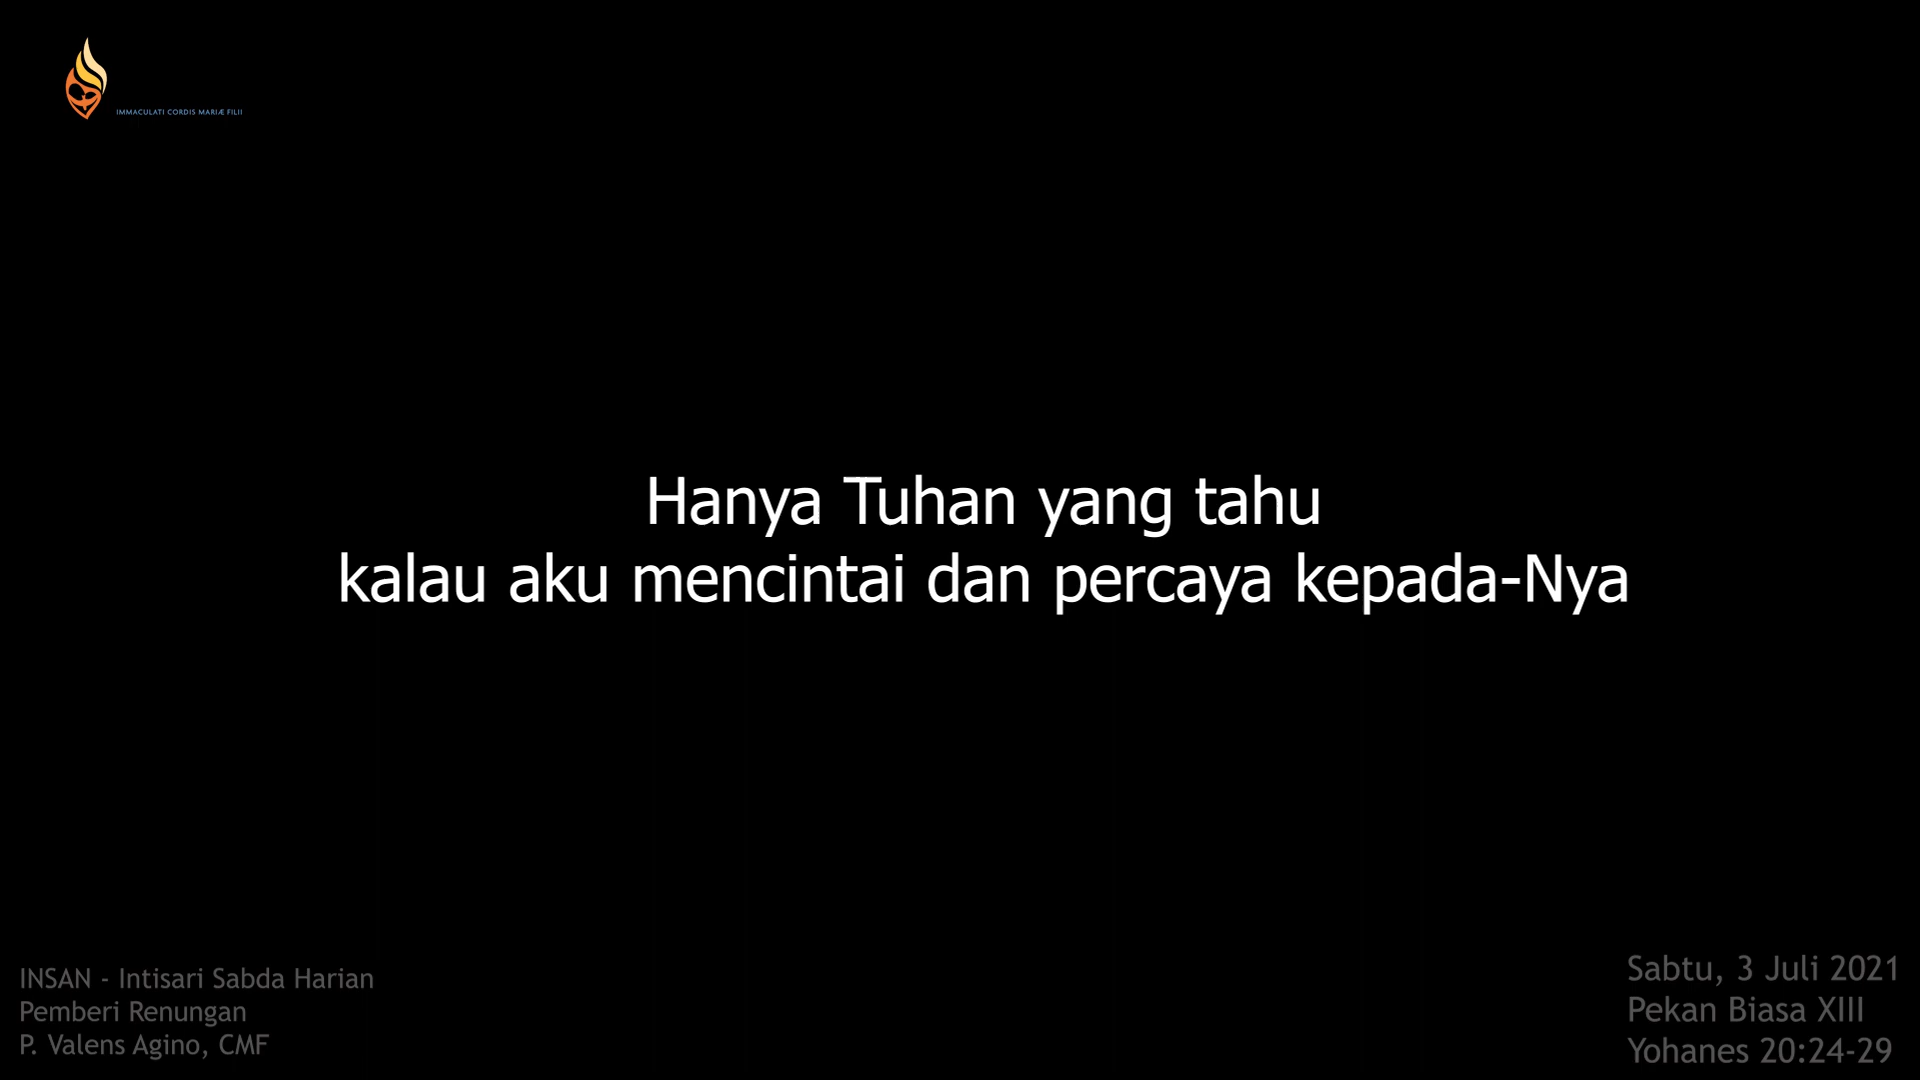 IMMACULATI CORDIS MARIÆ FILII
Hanya Tuhan yang tahu
kalau aku mencintai dan percaya kepada-Nya
INSAN - Intisari Sabda Harian
Pemberi Renungan
P. Valens Agino, CMF
Sabtu, 3 Juli 2021
Pekan Biasa XIII
Yohanes 20:24-29